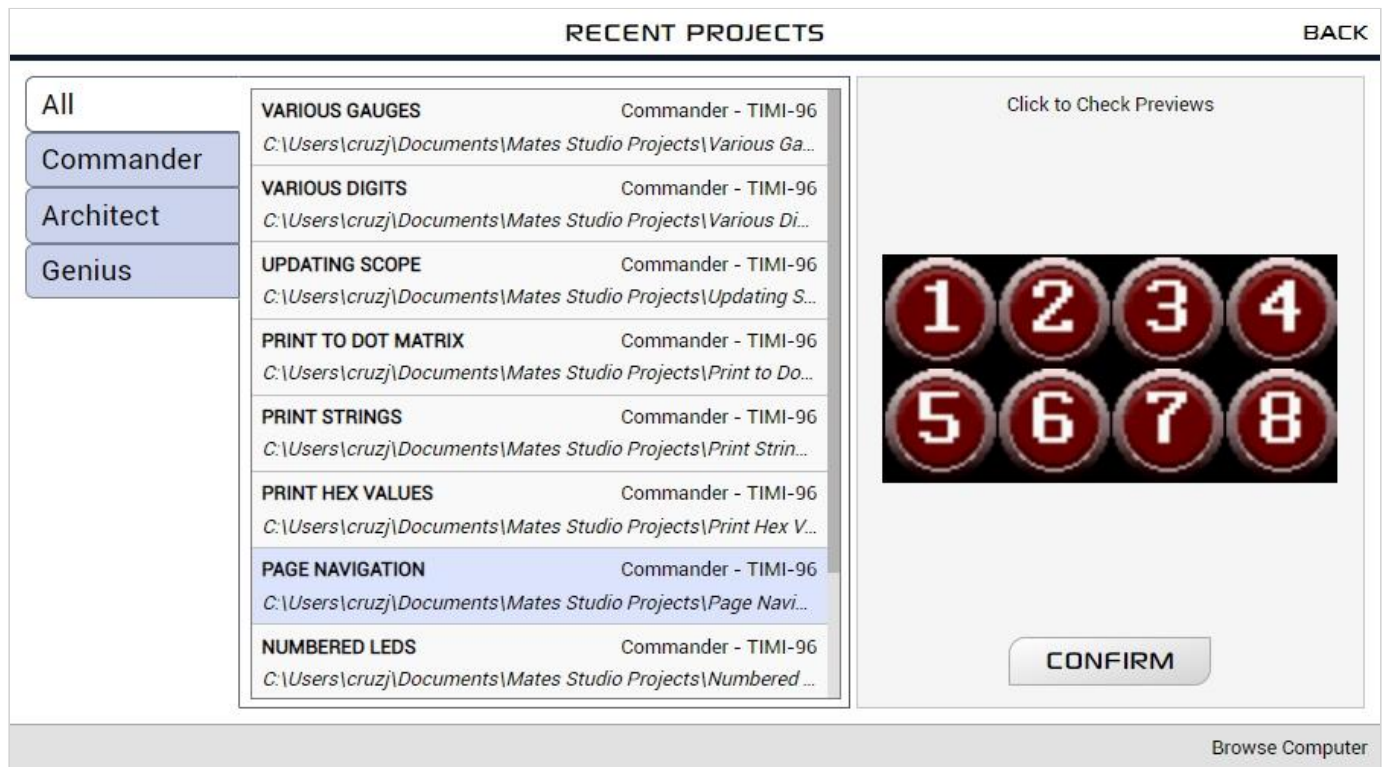 RECENT PROJECTS
BACK
All
Commander
Architect
Genius
VARIOUS GAUGES Commander - TIMI-96
C:\Users\cruzj\Documents\Mates Studio Projects\Various Ga...
VARIOUS DIGITS Commander - TIMI-96
C:\Users\cruzj\Documents\Mates Studio Projects\Various Di...
UPDATING SCOPE Commander - TIMI-96
C:\Users\cruzj\Documents\Mates Studio Projects\Updating S...
PRINT TO DOT MATRIX Commander - TIMI-96
C:\Users\cruzj\Documents\Mates Studio Projects\Print to Do...
PRINT STRINGS Commander - TIMI-96
C:\Users\cruzj\Documents\Mates Studio Projects\Print Strin...
PRINT HEX VALUES Commander - TIMI-96
C:\Users\cruzj\Documents\Mates Studio Projects\Print Hex V...
PAGE NAVIGATION Commander - TIMI-96
C:\Users\cruzj\Documents\Mates Studio Projects\Page Navi...
NUMBERED LEDS Commander - TIMI-96
C:\Users\cruzj\Documents\Mates Studio Projects\Numbered ...
Click to Check Previews
1 2 3 4
5 6 7 8
CONFIRM
Browse Computer